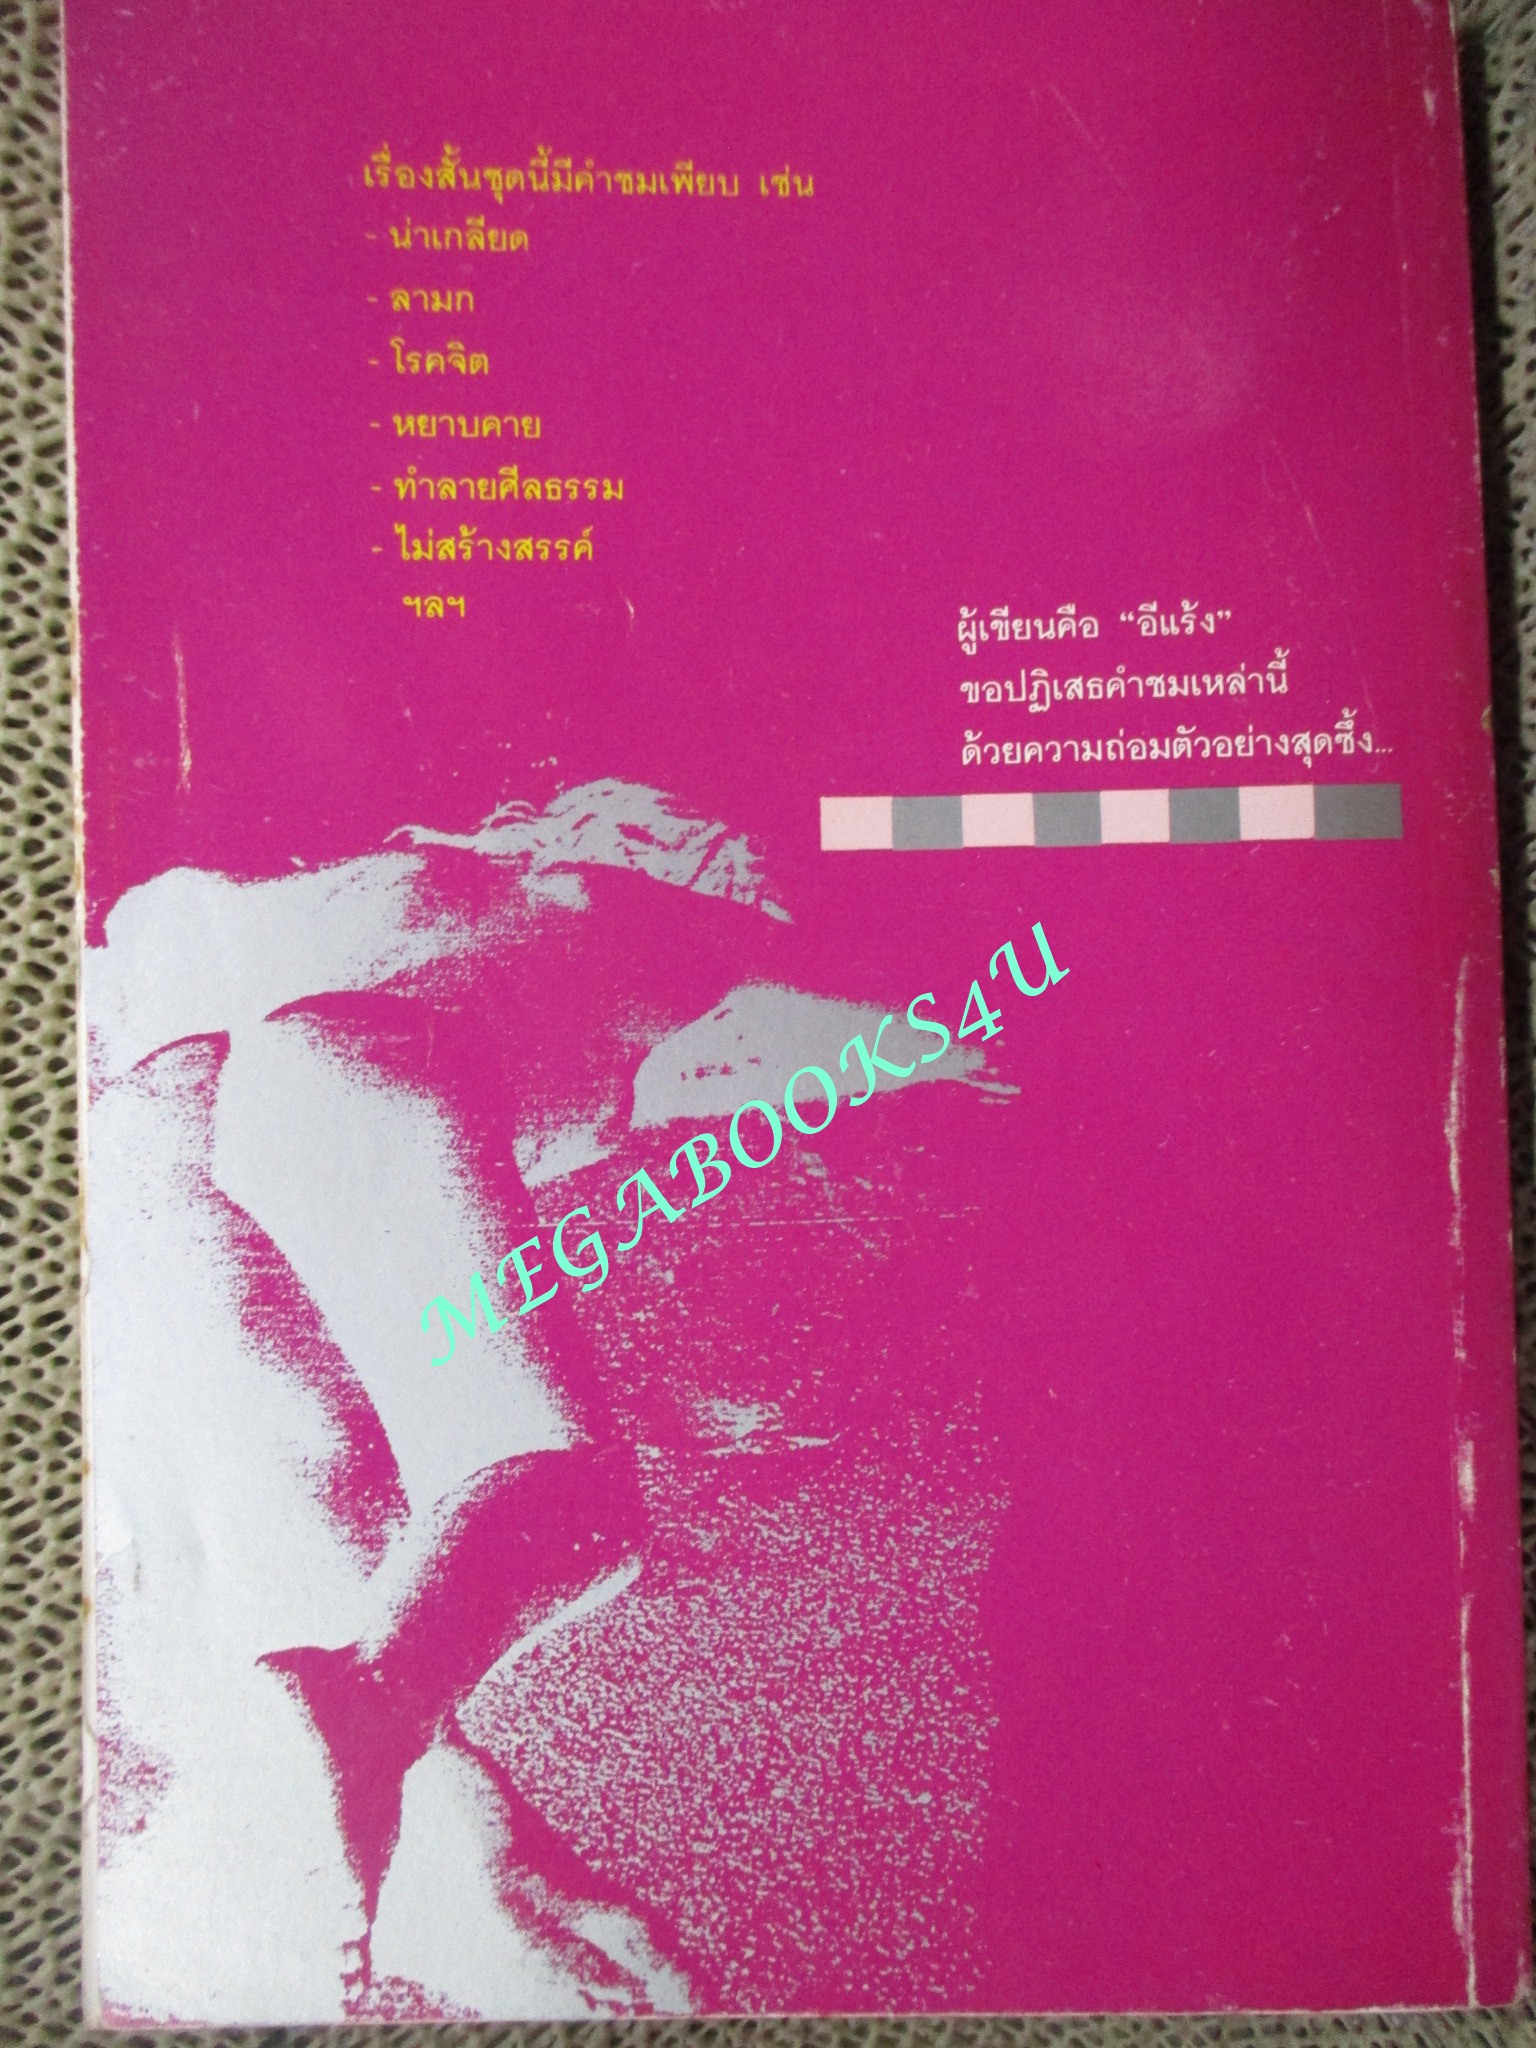 เรื่องสั้นชุดนี้มีคำชมเพียบ เช่น
- น่าเกลียด
- ลามก
- โรคจิต
- หยาบคาย
- ทำลายศีลธรรม
- ไม่สร้างสรรค์
ฯลฯ
ผู้เขียนคือ “อีแร้ง”
ขอปฏิเสธคำชมเหล่านี้
ด้วยความถ่อมตัวอย่างสุดซึ้ง...
MEGABOOKS4U